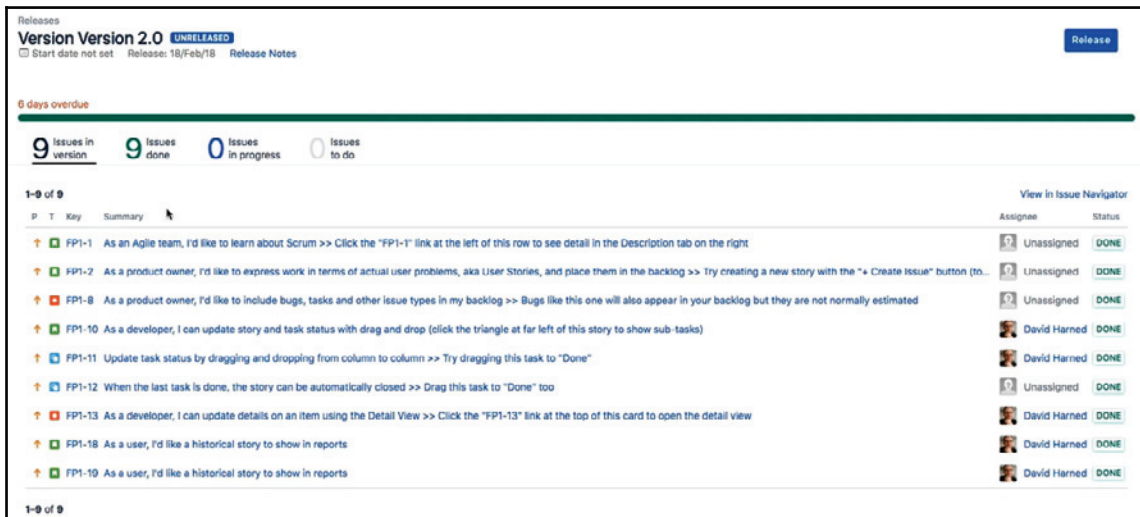 Releases
Version Version 2.0 UNRELEASED
Start date not set Release: 18/Feb/18 Release Notes
Release
6 days overdue
9 Issues in version 9 Issues done 0 Issues in progress 0 Issues to do
1-9 of 9 View in Issue Navigator
P T Key Summary Assignee Status
FP1-1 As an Agile team, I'd like to learn about Scrum >> Click the "FP1-1" link at the left of this row to see detail in the Description tab on the right Unassigned DONE
FP1-2 As a product owner, I'd like to express work in terms of actual user problems, aka User Stories, and place them in the backlog >> Try creating a new story with the "+ Create Issue" button (to... Unassigned DONE
FP1-8 As a product owner, I'd like to include bugs, tasks and other issue types in my backlog >> Bugs like this one will also appear in your backlog but they are not normally estimated Unassigned DONE
FP1-10 As a developer, I can update story and task status with drag and drop (click the triangle at far left of this story to show sub-tasks) David Harned DONE
FP1-11 Update task status by dragging and dropping from column to column >> Try dragging this task to "Done" David Harned DONE
FP1-12 When the last task is done, the story can be automatically closed >> Drag this task to "Done" too Unassigned DONE
FP1-13 As a developer, I can update details on an item using the Detail View >> Click the "FP1-13" link at the top of this card to open the detail view David Harned DONE
FP1-18 As a user, I'd like a historical story to show in reports David Harned DONE
FP1-19 As a user, I'd like a historical story to show in reports David Harned DONE
1-9 of 9